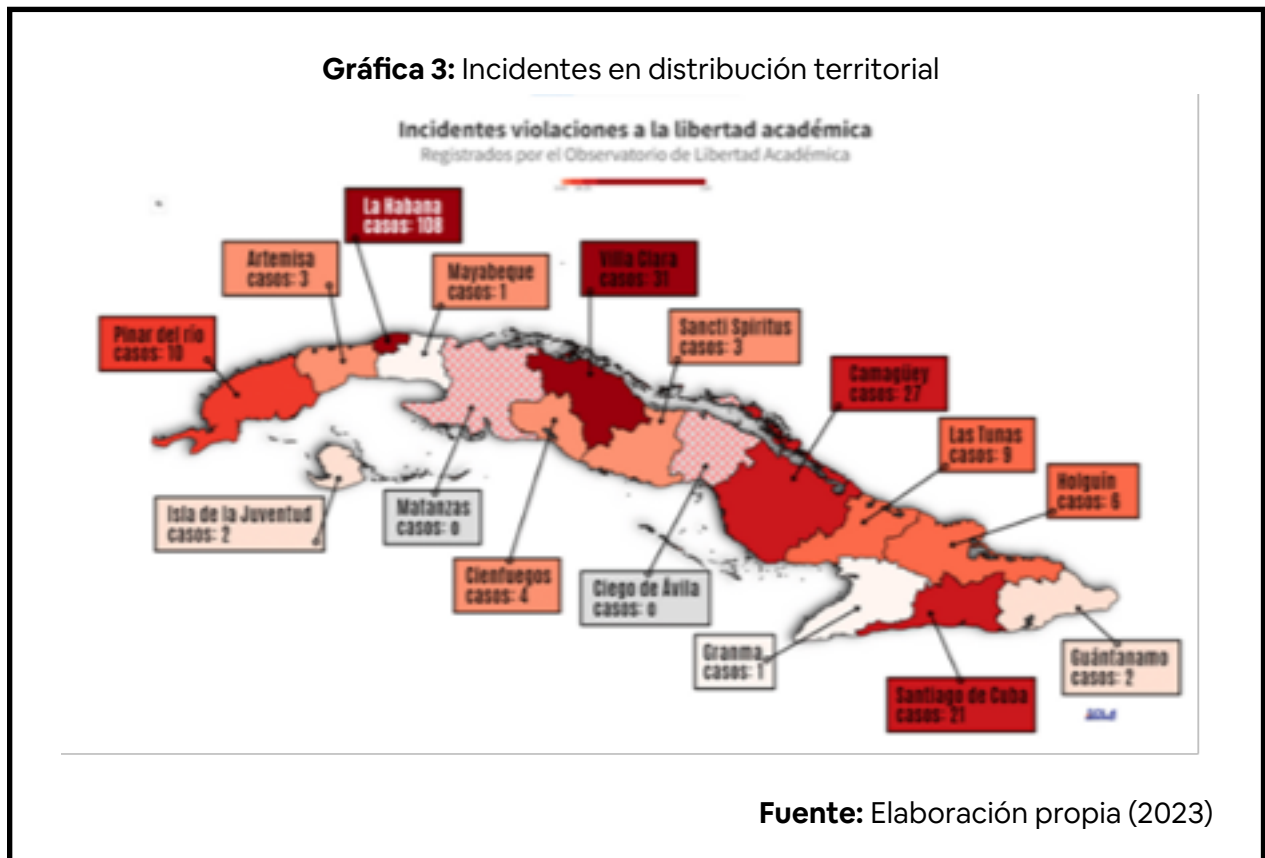 Gráfica 3: Incidentes en distribución territorial
Incidentes violaciones a la libertad académica
Registrados por el Observatorio de Libertad Académica
La Habana
casos: 108
Artemisa
casos: 3
Mayabeque
casos: 1
Villa Clara
casos: 31
Pinar del río
casos: 10
Sancti Spíritus
casos: 3
Camagüey
casos: 27
Las Tunas
casos: 9
Holguín
casos: 6
Isla de la Juventud
casos: 2
Matanzas
casos: 0
Cienfuegos
casos: 4
Ciego de Ávila
casos: 0
Granma
casos: 1
Santiago de Cuba
casos: 21
Guántanamo
casos: 2
Fuente: Elaboración propia (2023)